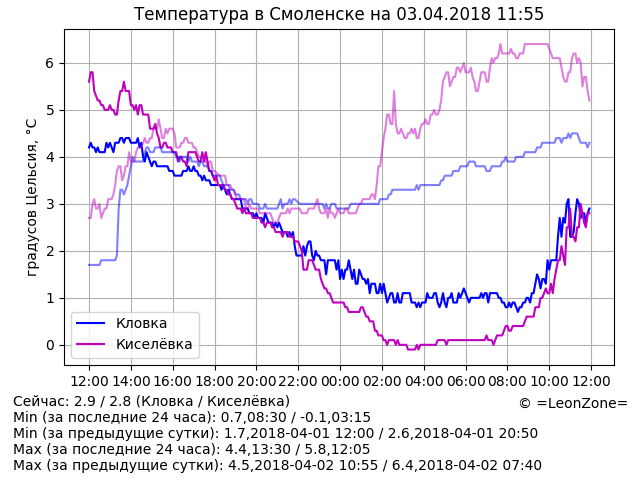 Температура в Смоленске на 03.04.2018 11:55
градусов Цельсия, °C
6
5
4
3
2
1
0
Кловка
Киселёвка
12:00 14:00 16:00 18:00 20:00 22:00 00:00 02:00 04:00 06:00 08:00 10:00 12:00
Сейчас: 2.9 / 2.8 (Кловка / Киселёвка)
© =LeonZone=
Min (за последние 24 часа): 0.7,08:30 / -0.1,03:15
Min (за предыдущие сутки): 1.7,2018-04-01 12:00 / 2.6,2018-04-01 20:50
Max (за последние 24 часа): 4.4,13:30 / 5.8,12:05
Max (за предыдущие сутки): 4.5,2018-04-02 10:55 / 6.4,2018-04-02 07:40